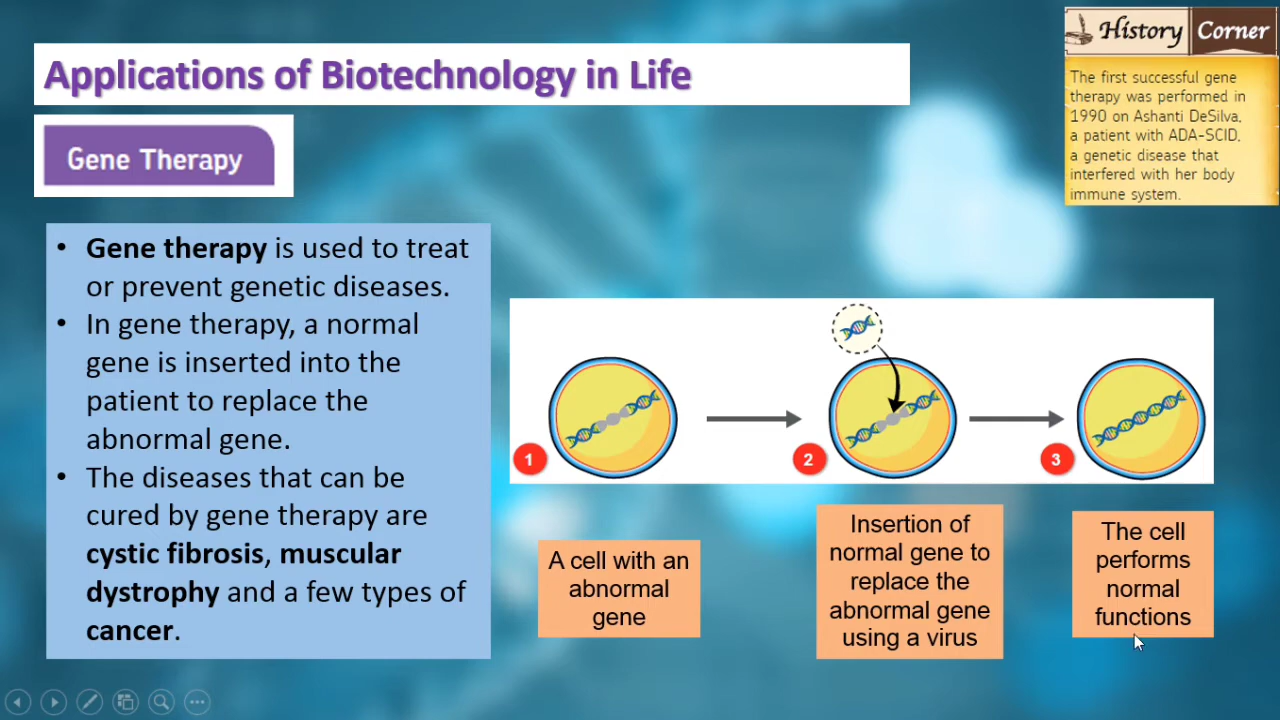 Applications of Biotechnology in Life
Gene Therapy
History Corner
The first successful gene
therapy was performed in
1990 on Ashanti DeSilva,
a patient with ADA-SCID,
a genetic disease that
interfered with her body
immune system.
• Gene therapy is used to treat
or prevent genetic diseases.
• In gene therapy, a normal
gene is inserted into the
patient to replace the
abnormal gene.
• The diseases that can be
cured by gene therapy are
cystic fibrosis, muscular
dystrophy and a few types of
cancer.
1
2
3
A cell with an
abnormal
gene
Insertion of
normal gene to
replace the
abnormal gene
using a virus
The cell
performs
normal
functions